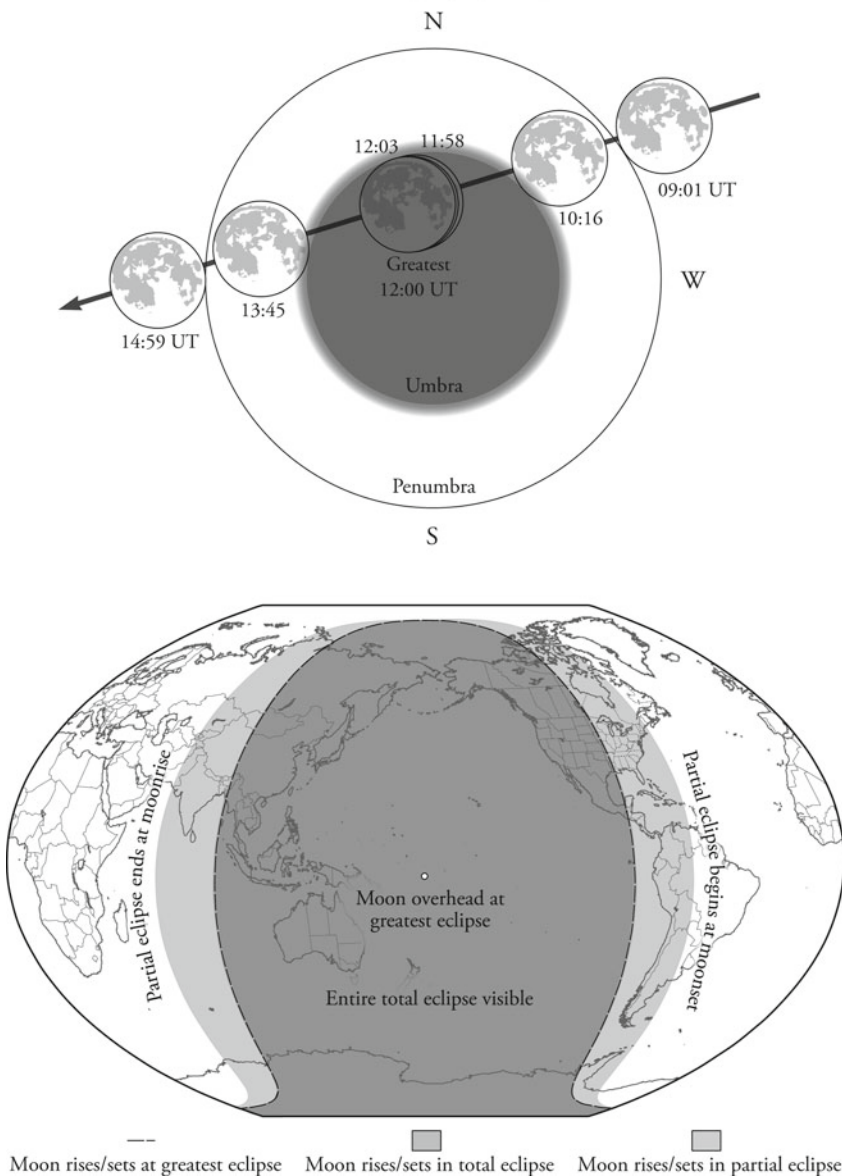 N
12:03
11:58
09:01 UT
10:16
W
Greatest
12:00 UT
13:45
14:59 UT
Umbra
Penumbra
S
Partial eclipse ends at moonrise
Partial eclipse begins at moonset
Moon overhead at
greatest eclipse
Entire total eclipse visible
Moon rises/sets at greatest eclipse
Moon rises/sets in total eclipse
Moon rises/sets in partial eclipse